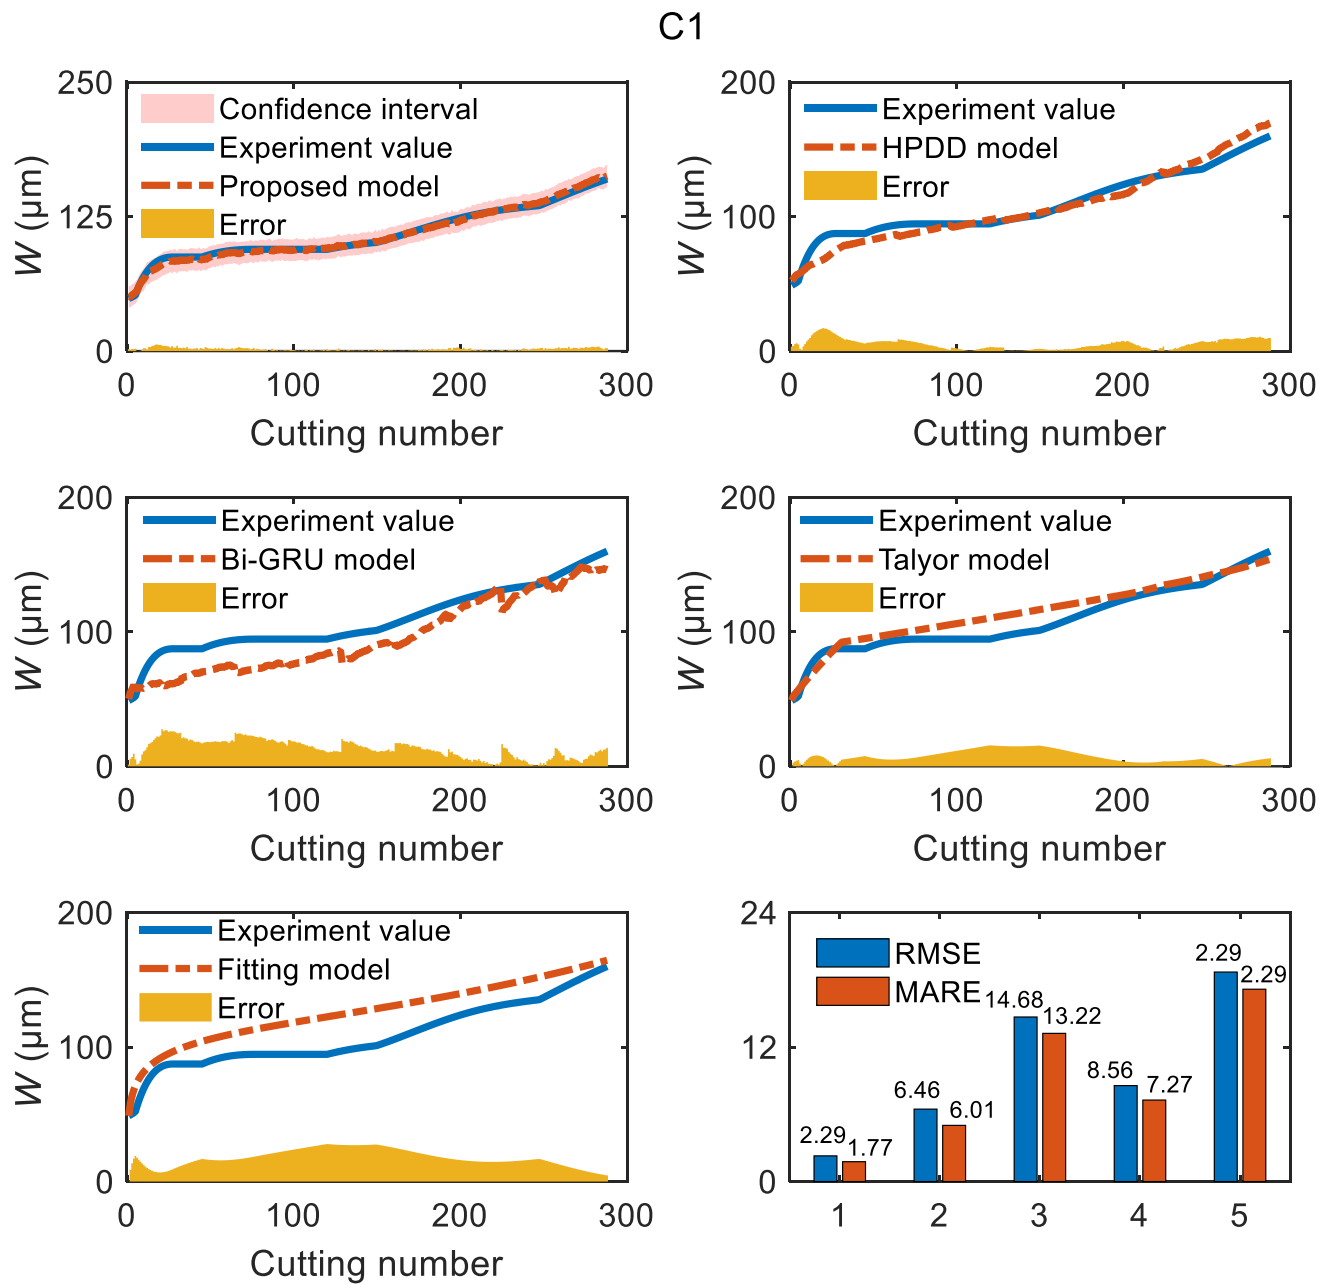 C1
250
125
0
W (μm)
Confidence interval
Experiment value
Proposed model
Error
0
100
200
300
Cutting number
200
100
0
W (μm)
Experiment value
HPDD model
Error
0
100
200
300
Cutting number
200
100
0
W (μm)
Experiment value
Bi-GRU model
Error
0
100
200
300
Cutting number
200
100
0
W (μm)
Experiment value
Talyor model
Error
0
100
200
300
Cutting number
200
100
0
W (μm)
Experiment value
Fitting model
Error
0
100
200
300
Cutting number
24
12
0
RMSE
MARE
2.29
1.77
6.46
6.01
14.68
13.22
8.56
7.27
2.29
2.29
1
2
3
4
5